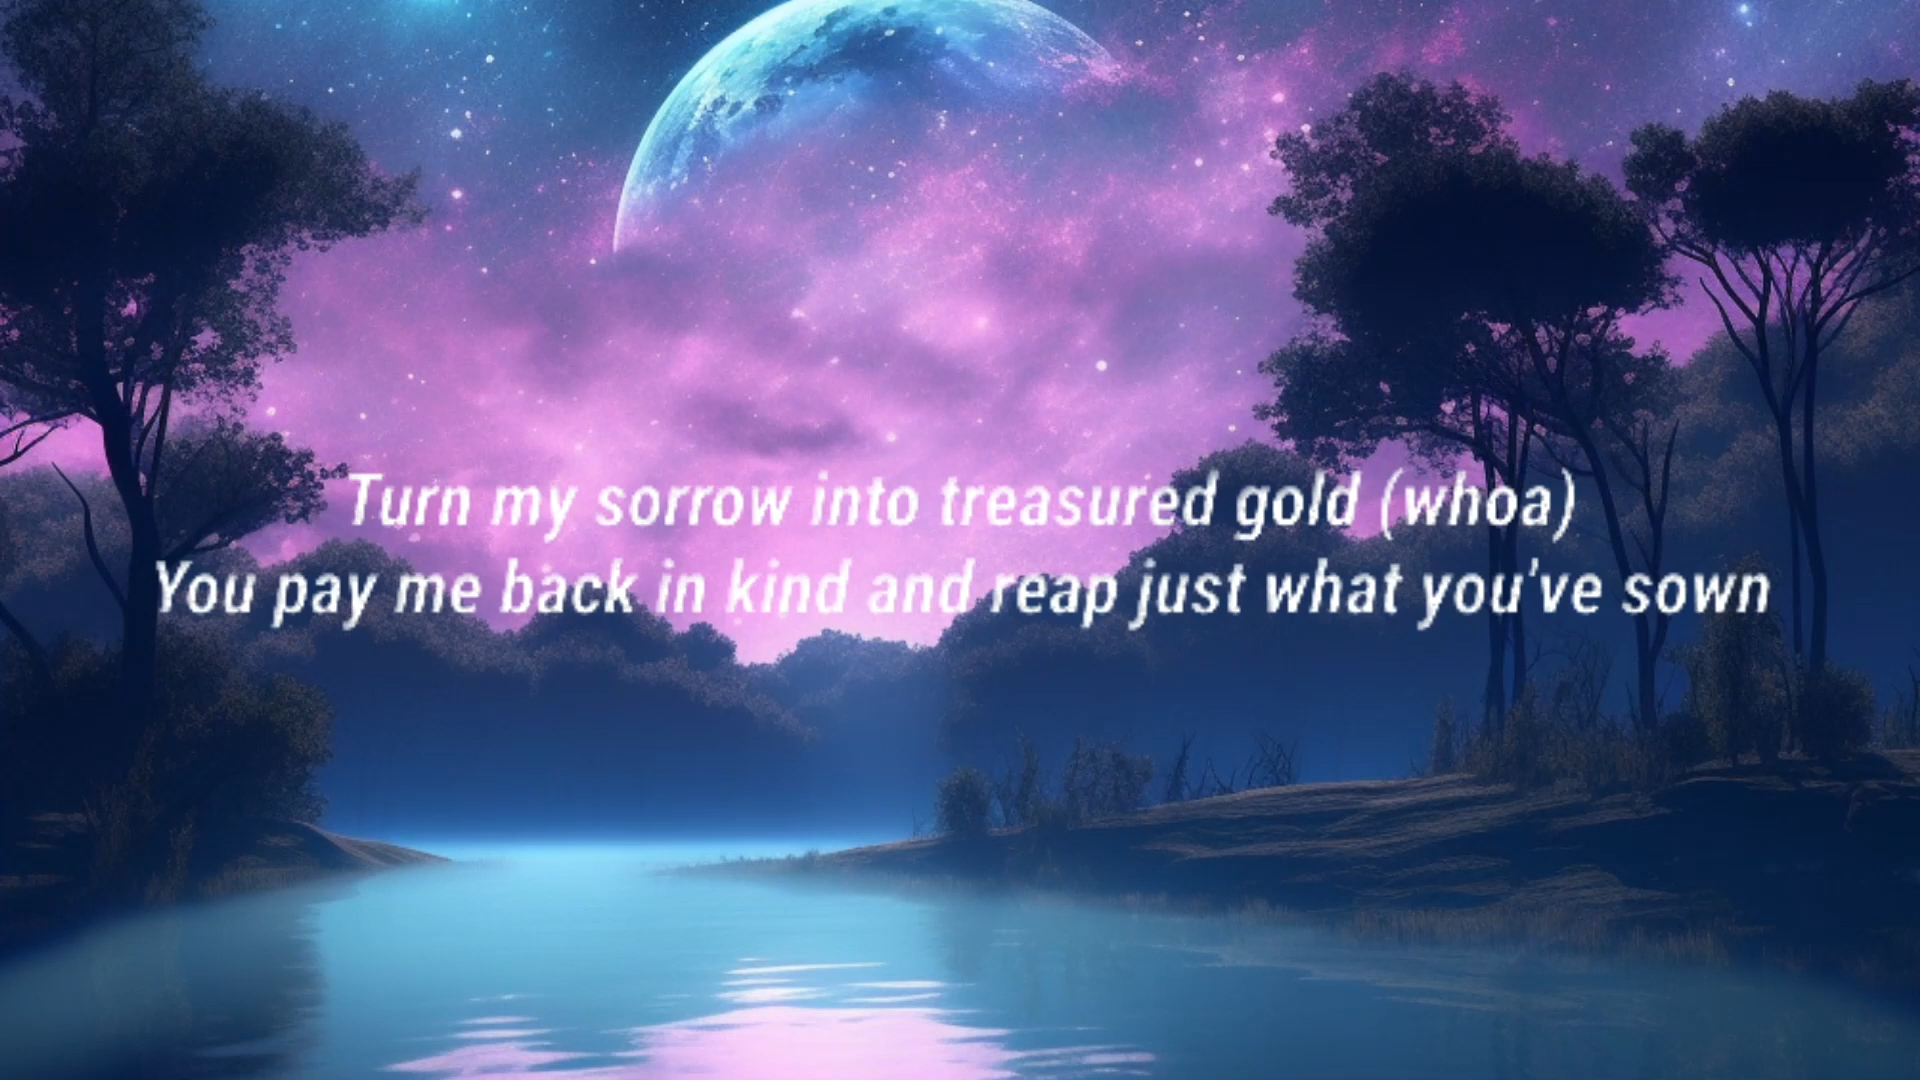 Turn my sorrow into treasured gold (whoa)
You pay me back in kind and reap just what you've sown